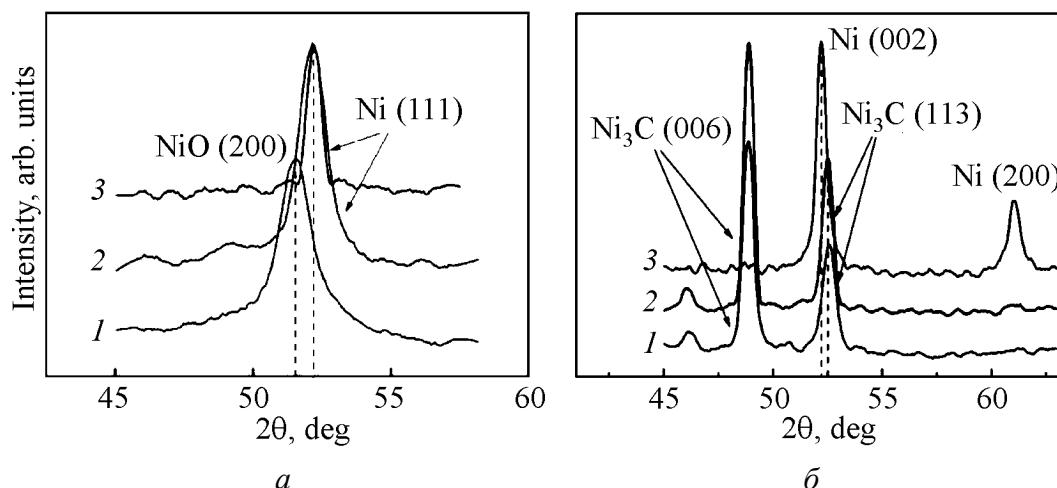 Intensity, arb. units
NiO (200)
Ni (111)
3
2
1
45
50
55
60
2θ, deg
а
Ni (002)
Ni₃C (006)
Ni₃C (113)
Ni (200)
3
2
1
45
50
55
60
2θ, deg
б